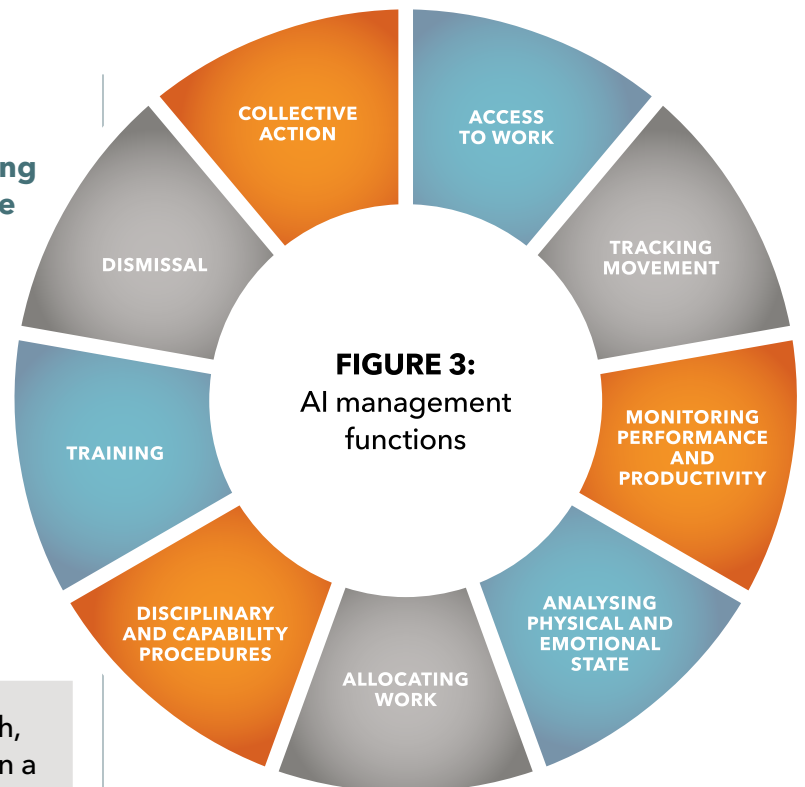 COLLECTIVE
ACTION
ACCESS
TO WORK
ng
e
TRACKING
MOVEMENT
DISMISSAL
FIGURE 3:
AI management
functions
MONITORING
PERFORMANCE
AND
PRODUCTIVITY
TRAINING
ANALYSING
PHYSICAL AND
EMOTIONAL
STATE
DISCIPLINARY
AND CAPABILITY
PROCEDURES
ALLOCATING
WORK
h,
n a